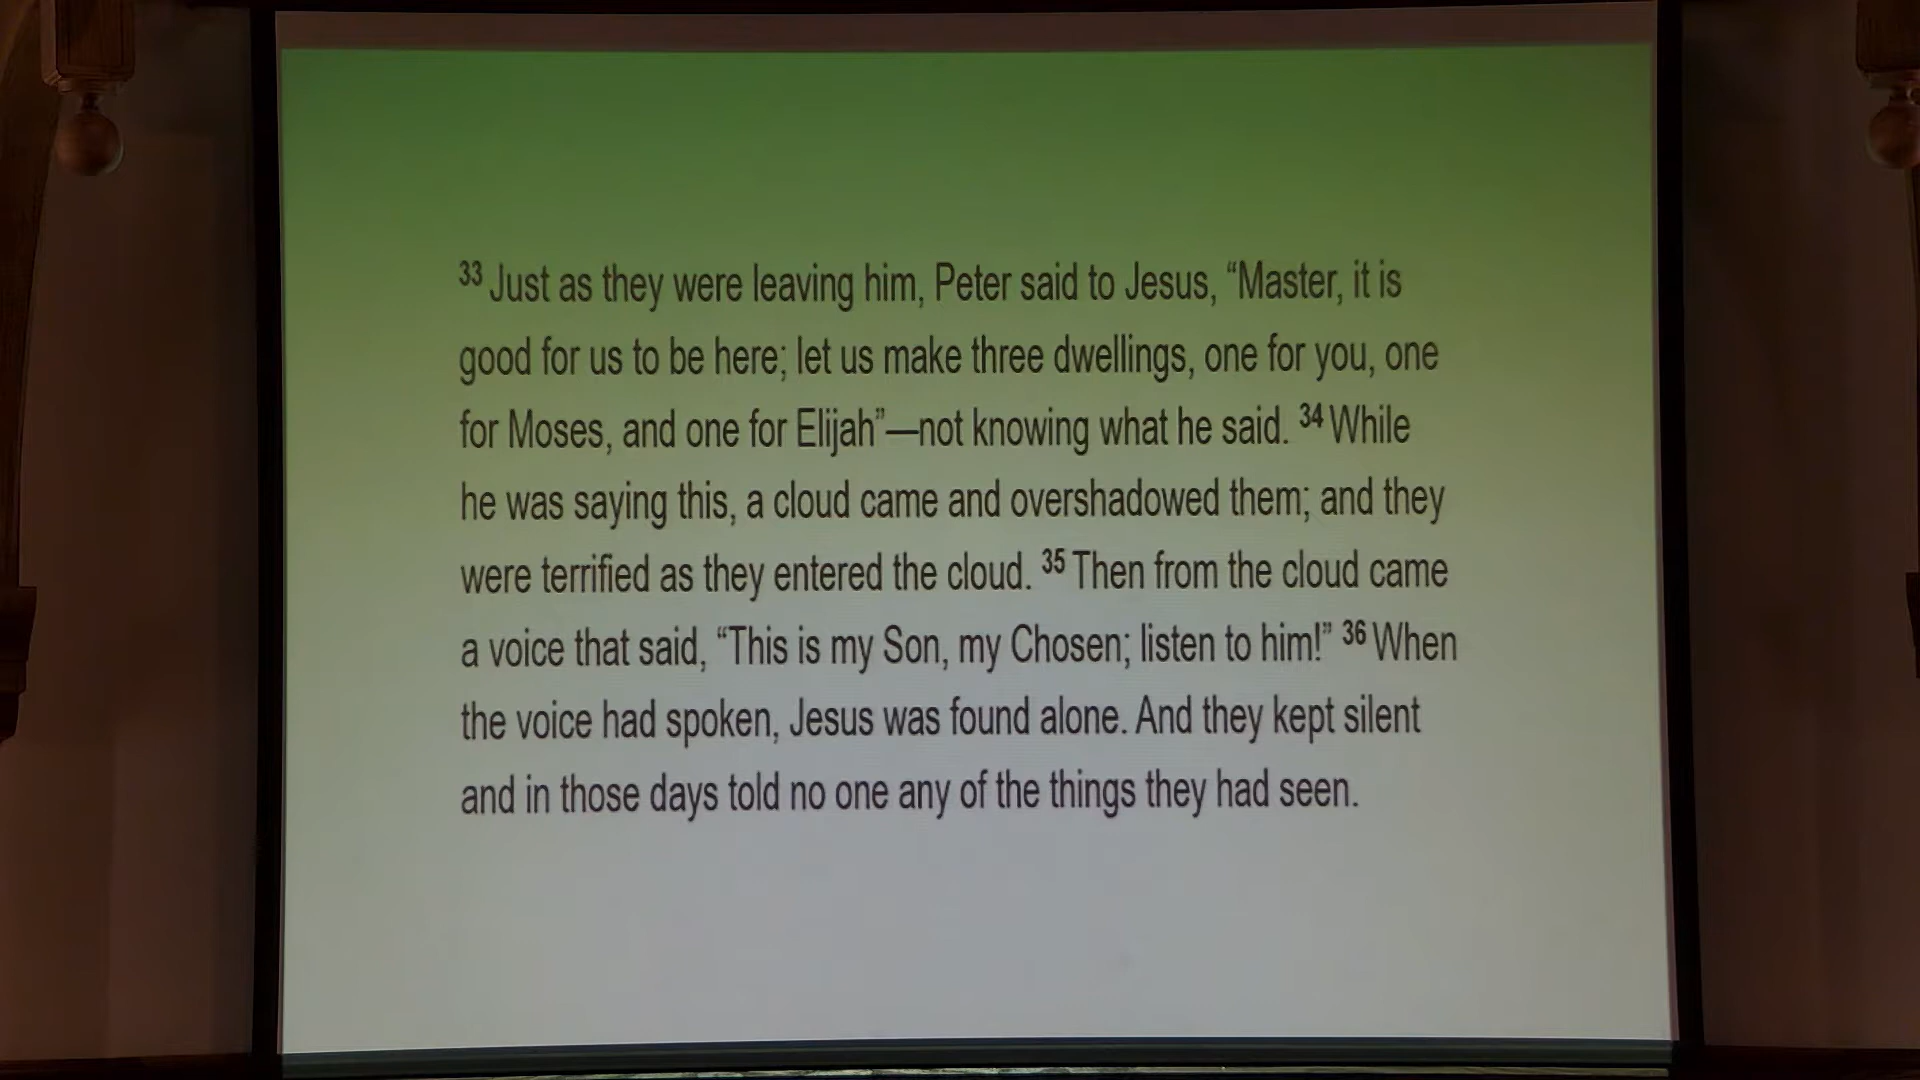 33 Just as they were leaving him, Peter said to Jesus, “Master, it is
good for us to be here; let us make three dwellings, one for you, one
for Moses, and one for Elijah”—not knowing what he said. 34 While
he was saying this, a cloud came and overshadowed them; and they
were terrified as they entered the cloud. 35 Then from the cloud came
a voice that said, “This is my Son, my Chosen; listen to him!” 36 When
the voice had spoken, Jesus was found alone. And they kept silent
and in those days told no one any of the things they had seen.